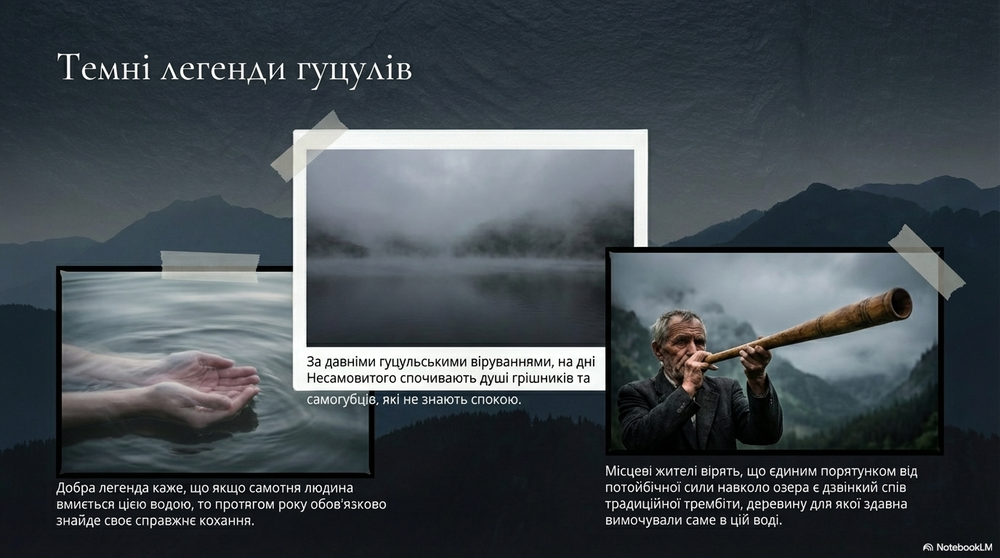 Темні легенди гуцулів
За давніми гуцульськими віруваннями, на дні
Несамовитого спочивають душі грішників та
самогубців, які не знають спокою.
Добра легенда каже, що якщо самотня людина
вмиється цією водою, то протягом року обов'язково
знайде своє справжнє кохання.
Місцеві жителі вірять, що єдиним порятунком від
потойбічної сили навколо озера є дзвінкий спів
традиційної трембіти, деревину для якої здавна
вимочували саме в цій воді.
NotebookLM